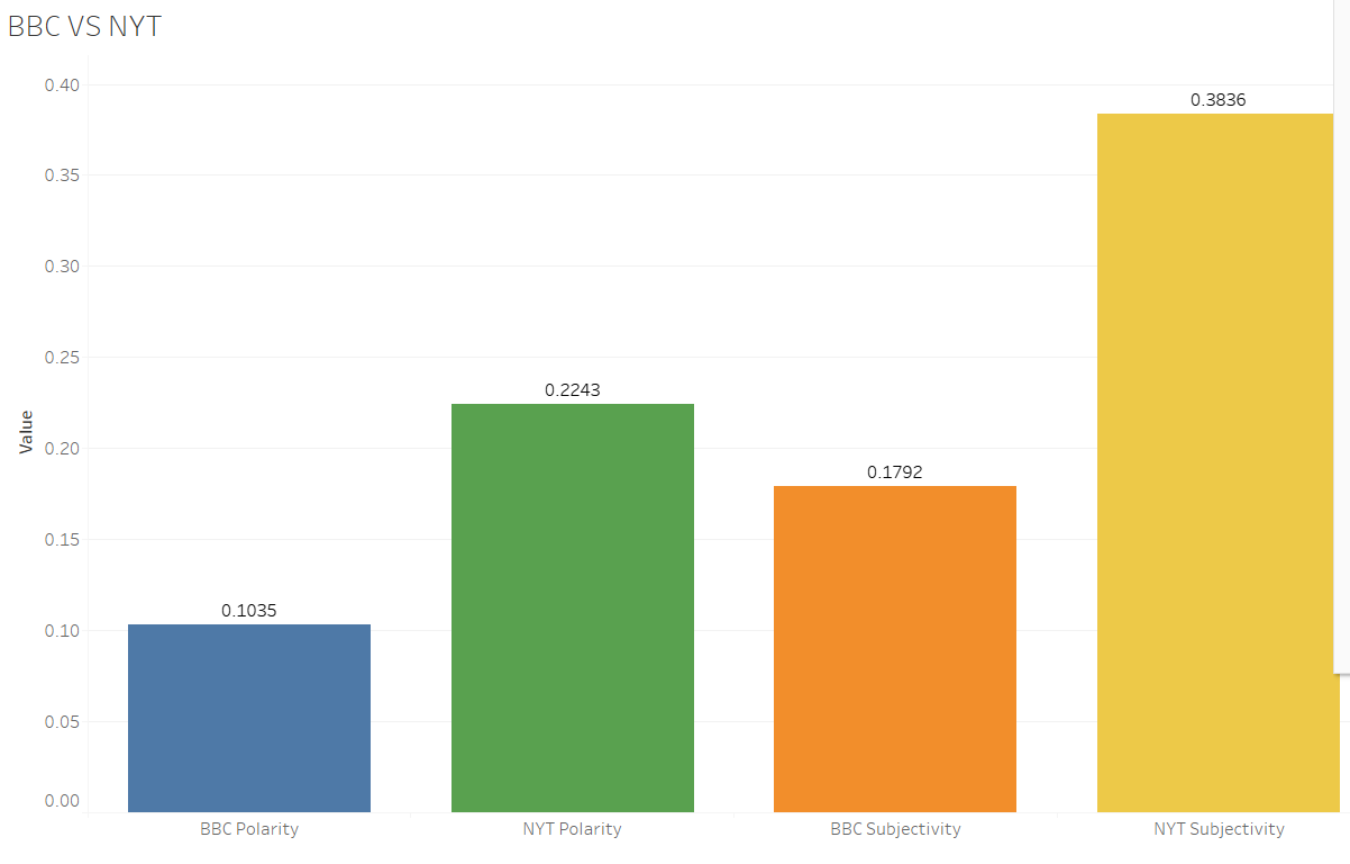 BBC VS NYT
0.40
0.35
0.30
0.25
0.20
0.15
0.10
0.05
0.00
Value
0.1035
0.2243
0.1792
0.3836
BBC Polarity
NYT Polarity
BBC Subjectivity
NYT Subjectivity